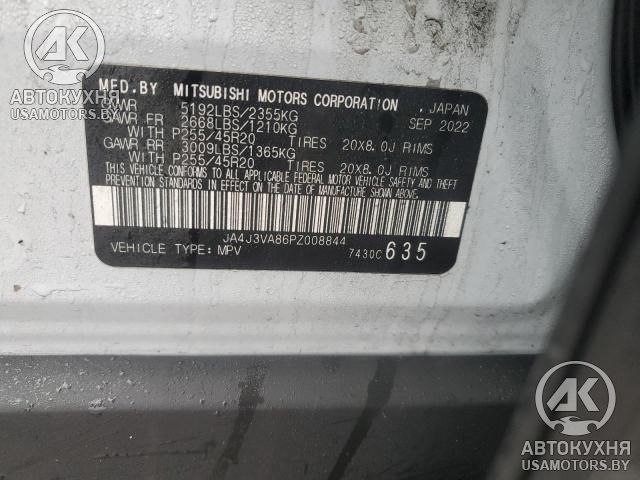 АВТОКУХНЯ
USAMOTORS.BY
MFD.BY MITSUBISHI MOTORS CORPORATION . JAPAN
GVWR 5192LBS/2355KG SEP 2022
GAWR FR 2668LBS/1210KG
WITH P255/45R20 TIRES 20X8.0J RIMS
GAWR RR 3009LBS/1365KG
WITH P255/45R20 TIRES 20X8.0J RIMS
THIS VEHICLE CONFORMS TO ALL APPLICABLE FEDERAL MOTOR VEHICLE SAFETY AND THEFT
PREVENTION STANDARDS IN EFFECT ON THE DATE OF MANUFACTURE SHOWN ABOVE.
JA4J3VA86PZ008844
VEHICLE TYPE: MPV 7430C 635
AK
АВТОКУХНЯ
USAMOTORS.BY